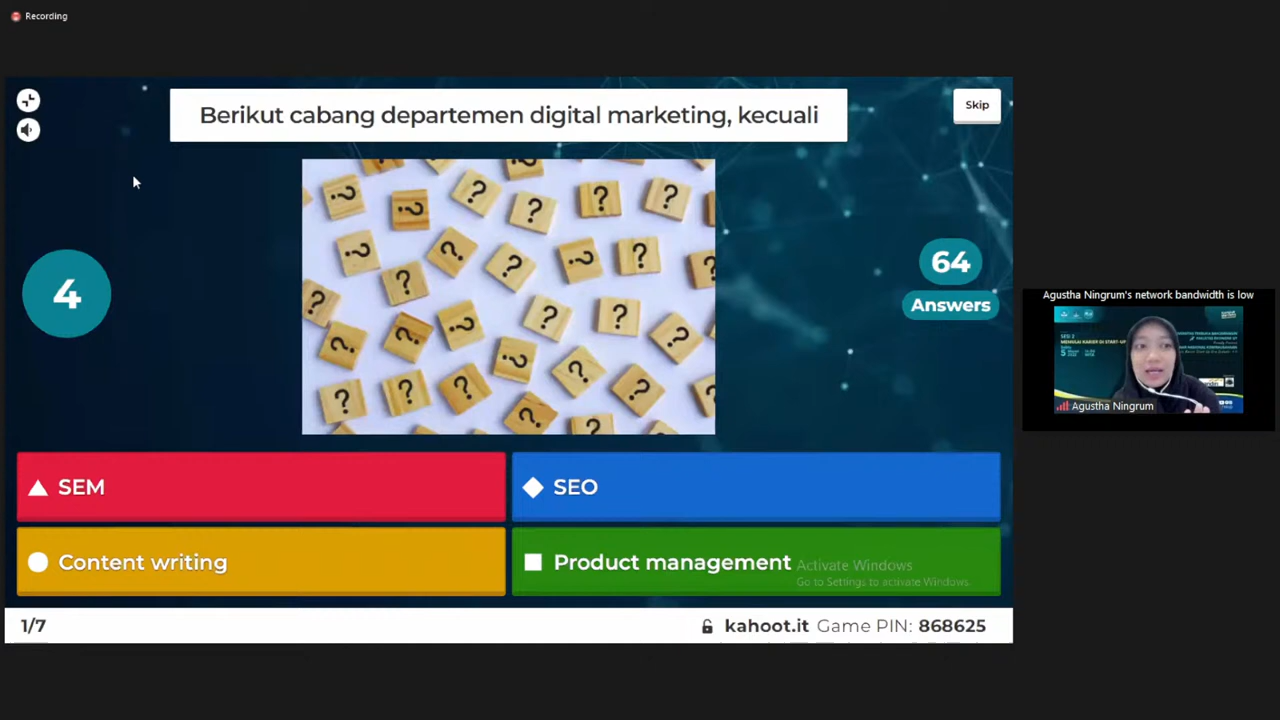 Recording
Berikut cabang departemen digital marketing, kecuali
Skip
4
64
Answers
Agustha Ningrum's network bandwidth is low
Agustha Ningrum
SEM
SEO
Content writing
Product management
Activate Windows
Go to Settings to activate Windows.
1/7
kahoot.it Game PIN: 868625